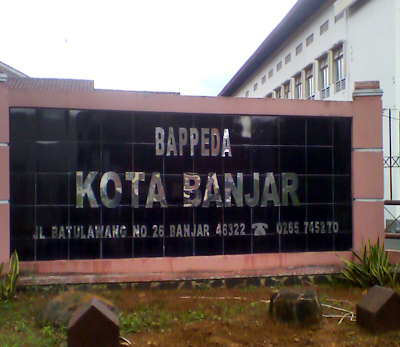 BAPPEDA
KOTA BANJAR
JL. BATULAWANG NO 26 BANJAR 46322 ☎ 0265 745270